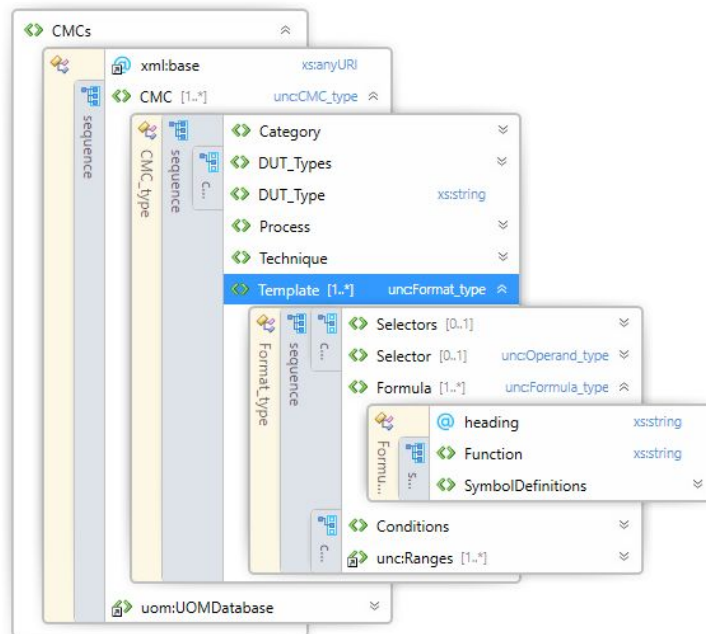 CMCs
xml:base xs:anyURI
sequence
CMC [1..*] unc:CMC_type
CMC_type
sequence
c...
Category
DUT_Types
DUT_Type xs:string
Process
Technique
Template [1..*] unc:Format_type
Format_type
sequence
c...
Selectors [0..1]
Selector [0..1] unc:Operand_type
Formula [1..*] unc:Formula_type
Formu...
s...
@ heading xs:string
Function xs:string
SymbolDefinitions
c...
Conditions
unc:Ranges [1..*]
uom:UOMDatabase